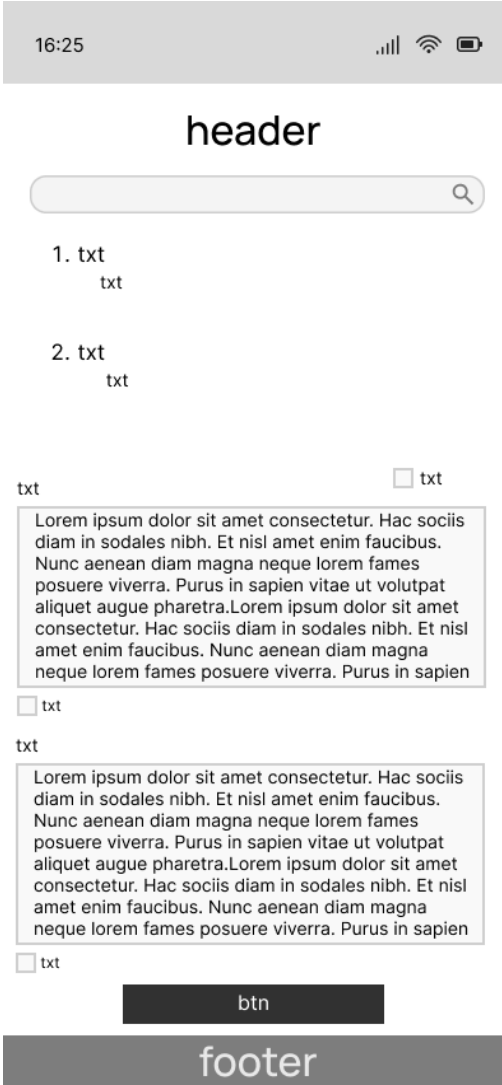 16:25
header
1. txt
txt
2. txt
txt
txt
txt
Lorem ipsum dolor sit amet consectetur. Hac sociis
diam in sodales nibh. Et nisl amet enim faucibus.
Nunc aenean diam magna neque lorem fames
posuere viverra. Purus in sapien vitae ut volutpat
aliquet augue pharetra.Lorem ipsum dolor sit amet
consectetur. Hac sociis diam in sodales nibh. Et nisl
amet enim faucibus. Nunc aenean diam magna
neque lorem fames posuere viverra. Purus in sapien
txt
txt
Lorem ipsum dolor sit amet consectetur. Hac sociis
diam in sodales nibh. Et nisl amet enim faucibus.
Nunc aenean diam magna neque lorem fames
posuere viverra. Purus in sapien vitae ut volutpat
aliquet augue pharetra.Lorem ipsum dolor sit amet
consectetur. Hac sociis diam in sodales nibh. Et nisl
amet enim faucibus. Nunc aenean diam magna
neque lorem fames posuere viverra. Purus in sapien
txt
btn
footer